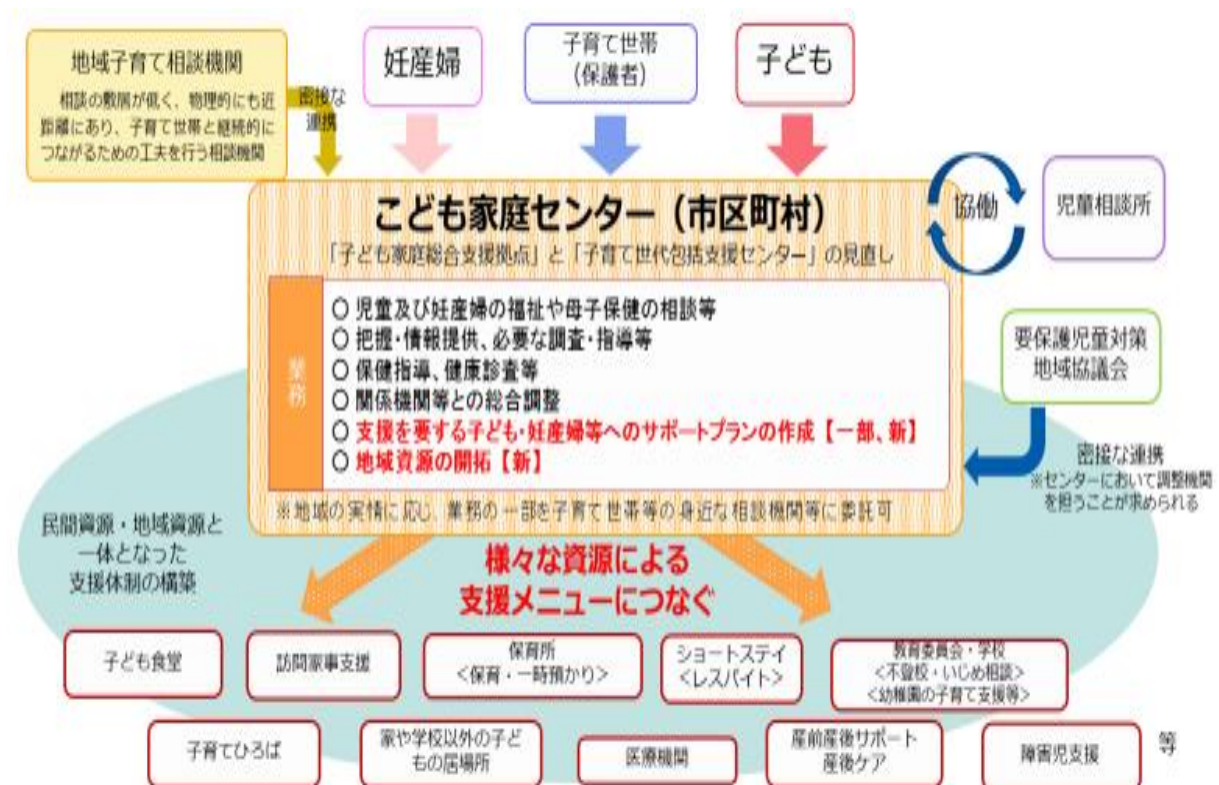 地域子育て相談機関
相談の敷居が低く、物理的にも近
距離にあり、子育て世帯と継続的に
つながるための工夫を行う相談機関
密接な
連携
妊産婦
子育て世帯
(保護者)
子ども
こども家庭センター(市区町村)
「子ども家庭総合支援拠点」と「子育て世代包括支援センター」の見直し
協働
児童相談所
業務
○ 児童及び妊産婦の福祉や母子保健の相談等
○ 把握・情報提供、必要な調査・指導等
○ 保健指導、健康診査等
○ 関係機関等との総合調整
○ 支援を要する子ども・妊産婦等へのサポートプランの作成【一部、新】
○ 地域資源の開拓【新】
※地域の実情に応じ、業務の一部を子育て世帯等の身近な相談機関等に委託可
要保護児童対策
地域協議会
密接な連携
※センターにおいて調整機関
を担うことが求められる
民間資源・地域資源と
一体となった
支援体制の構築
様々な資源による
支援メニューにつなぐ
子ども食堂
訪問家事支援
保育所
<保育・一時預かり>
ショートステイ
<レスパイト>
教育委員会・学校
<不登校・いじめ相談>
<幼稚園の子育て支援等>
子育てひろば
家や学校以外の子ど
もの居場所
医療機関
産前産後サポート
産後ケア
障害児支援
等